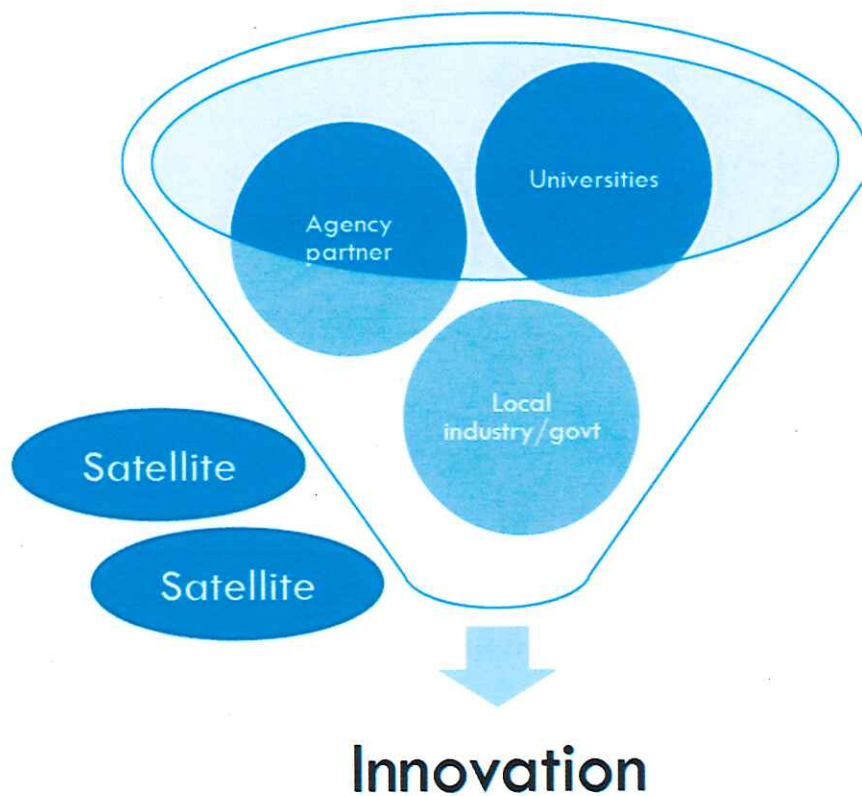 Universities
Agency
partner
Local
industry/govt
Satellite
Satellite
Innovation